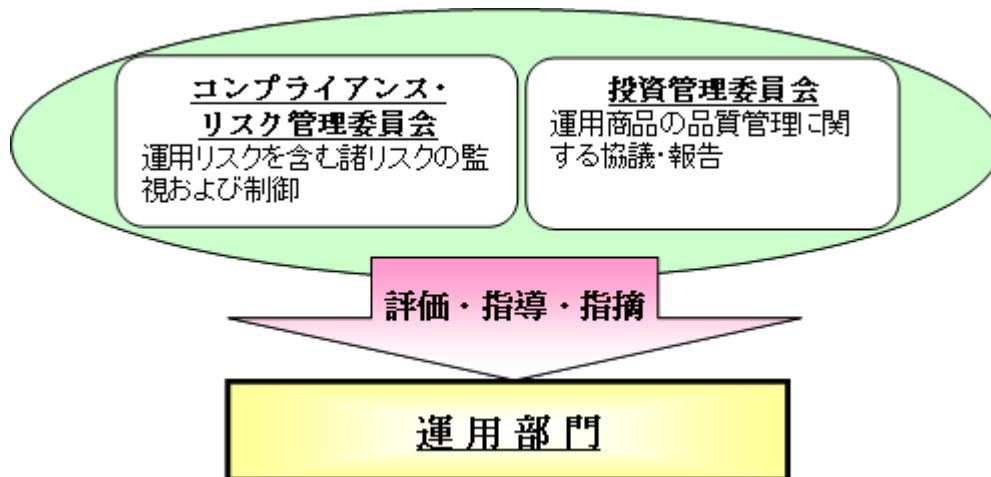 コンプライアンス・
リスク管理委員会
運用リスクを含む諸リスクの監
視および制御
投資管理委員会
運用商品の品質管理に関
する協議・報告
評価・指導・指摘
運用部門